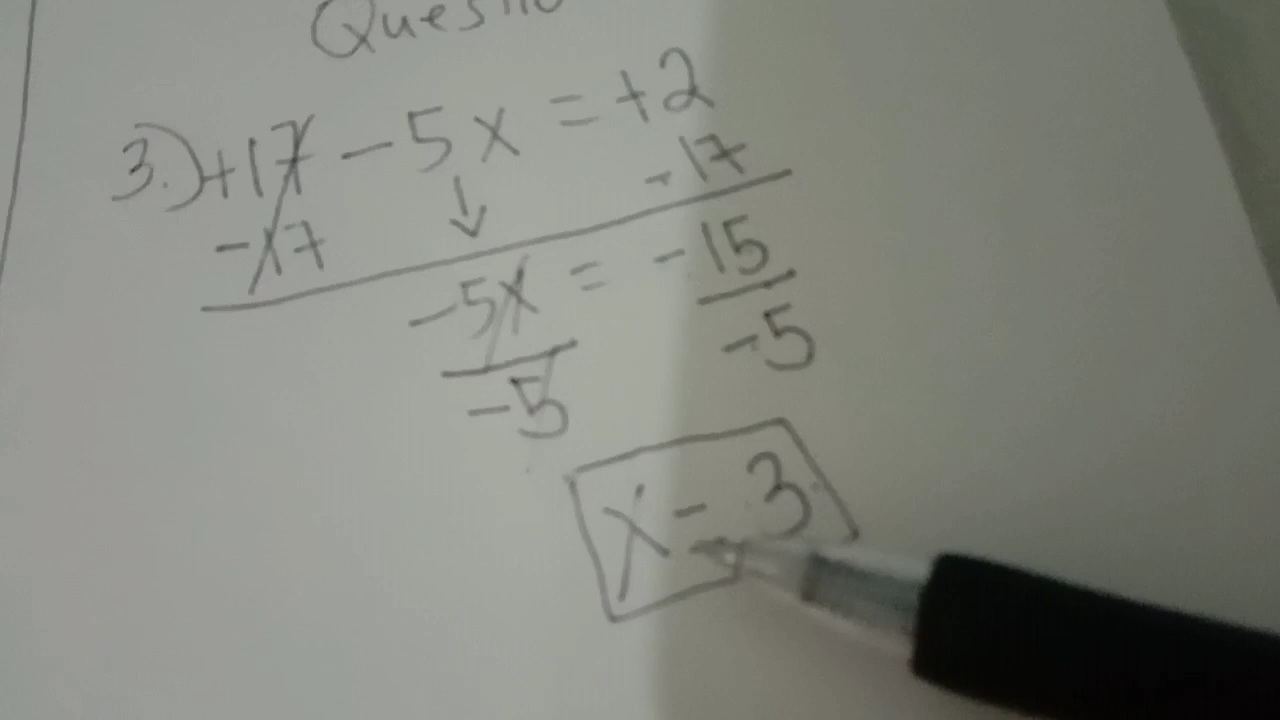 3.) +17 - 5x = +2
-17 - 17
-5x = -15
-5 -5
x = 3